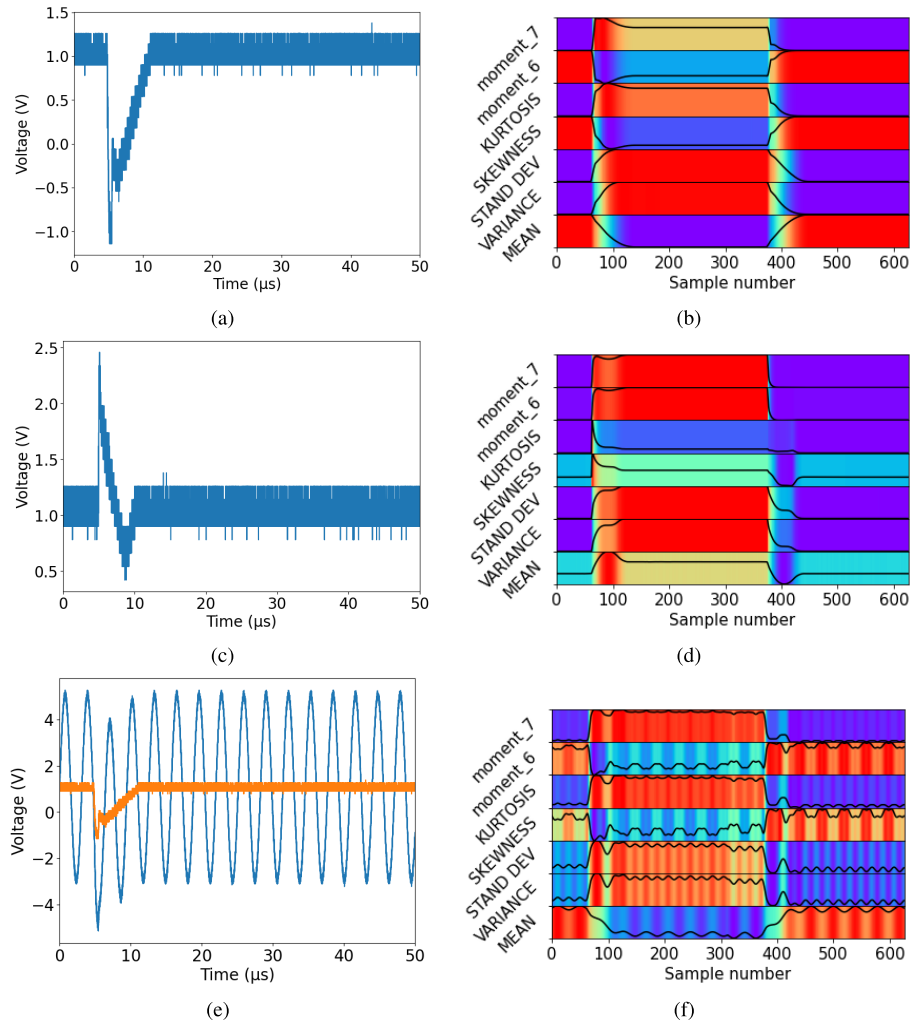 1.5
1.0
0.5
0.0
−0.5
−1.0
Voltage (V)
0 10 20 30 40 50
Time (μs)
(a)
moment_7
moment_6
KURTOSIS
SKEWNESS
STAND DEV
VARIANCE
MEAN
0 100 200 300 400 500 600
Sample number
(b)
2.5
2.0
1.5
1.0
0.5
Voltage (V)
0 10 20 30 40 50
Time (μs)
(c)
moment_7
moment_6
KURTOSIS
SKEWNESS
STAND DEV
VARIANCE
MEAN
0 100 200 300 400 500 600
Sample number
(d)
4
2
0
−2
−4
Voltage (V)
0 10 20 30 40 50
Time (μs)
(e)
moment_7
moment_6
KURTOSIS
SKEWNESS
STAND DEV
VARIANCE
MEAN
0 100 200 300 400 500 600
Sample number
(f)